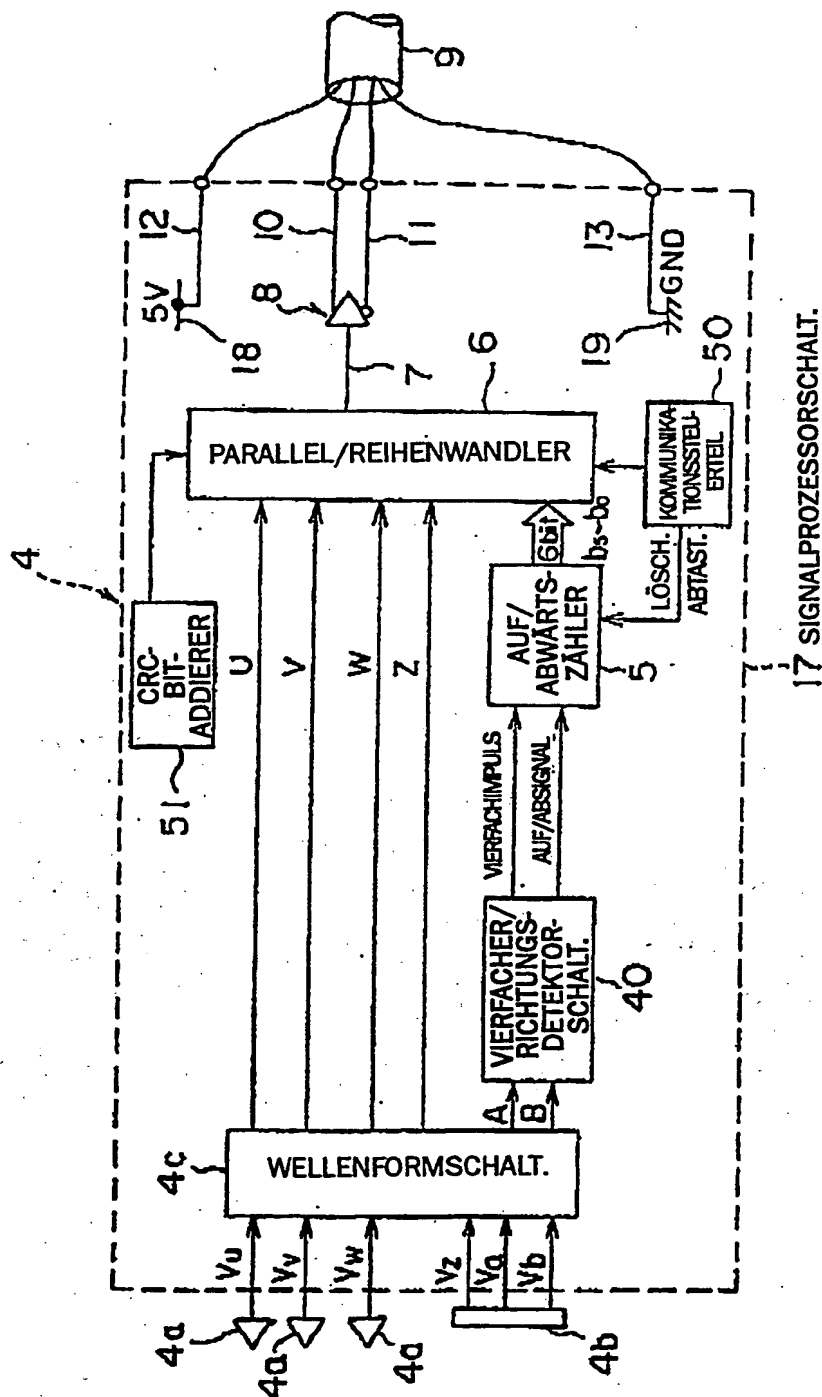 4
4a
4a
4a
4b
Vu
Vv
Vw
Vz
Va
Vb
4c
WELLENFORMSCHALT.
U
V
W
Z
A
B
VIERFACHER/
RICHTUNGS-
DETEKTOR-
SCHALT.
40
VIERFACHIMPULS
AUF/ABSIGNAL
CRC-
BIT-
ADDIERER
51
AUF/
ABWÄRTS-
ZÄHLER
5
6bit
b5~b0
LÖSCH.
ABTAST.
KOMMUNIKA-
TIONSSTEU-
ERTEIL
50
PARALLEL/REIHENWANDLER
6
7
8
5V
18
12
10
11
13
19
GND
9
17 SIGNALPROZESSORSCHALT.